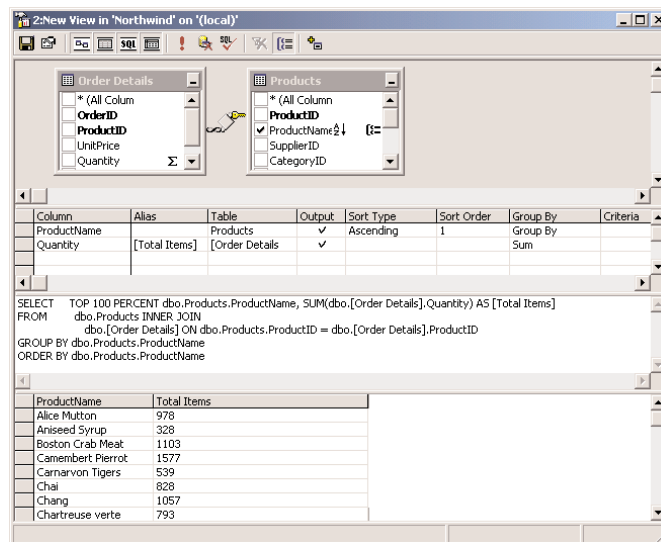 2:New View in 'Northwind' on '(local)'
SQL SQL
Order Details
* (All Colum
OrderID
ProductID
UnitPrice
Quantity Σ
Products
* (All Column
ProductID
ProductName
SupplierID
CategoryID
Column Alias Table Output Sort Type Sort Order Group By Criteria
ProductName Products Ascending 1 Group By
Quantity [Total Items] [Order Details Sum
SELECT TOP 100 PERCENT dbo.Products.ProductName, SUM(dbo.[Order Details].Quantity) AS [Total Items]
FROM dbo.Products INNER JOIN
dbo.[Order Details] ON dbo.Products.ProductID = dbo.[Order Details].ProductID
GROUP BY dbo.Products.ProductName
ORDER BY dbo.Products.ProductName
ProductName Total Items
Alice Mutton 978
Aniseed Syrup 328
Boston Crab Meat 1103
Camembert Pierrot 1577
Carnarvon Tigers 539
Chai 828
Chang 1057
Chartreuse verte 793